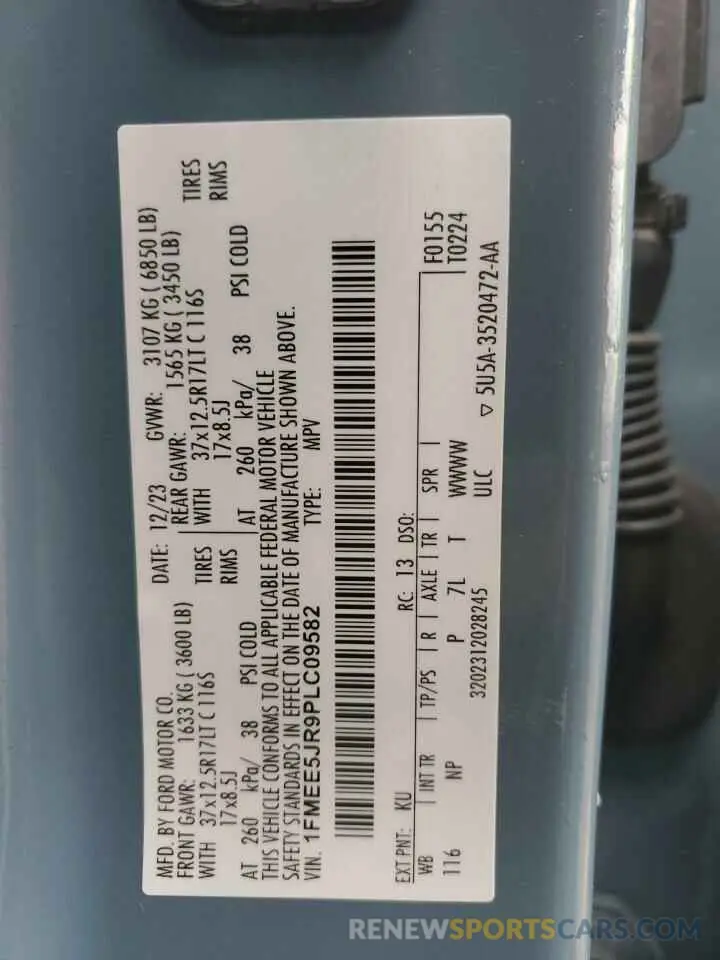 MFD. BY FORD MOTOR CO. DATE: 12/23 GVWR: 3107 KG ( 6850 LB)
FRONT GAWR: 1633 KG ( 3600 LB) REAR GAWR: 1565 KG ( 3450 LB)
WITH 37x12.5R17LT C 116S TIRES WITH 37x12.5R17LT C 116S TIRES
17x8.5J RIMS 17x8.5J RIMS
AT 260 kPa/ 38 PSI COLD AT 260 kPa/ 38 PSI COLD
THIS VEHICLE CONFORMS TO ALL APPLICABLE FEDERAL MOTOR VEHICLE
SAFETY STANDARDS IN EFFECT ON THE DATE OF MANUFACTURE SHOWN ABOVE.
VIN: 1FMEE5JR9PLC09582 TYPE: MPV
EXT PNT: KU RC: 13 DSO: F0155
WB INT TR TP/PS R AXLE TR SPR T0224
116 NP P 7L T WWWW
3202312028245 ULC ▽ 5U5A-3520472-AA
RENEWSPORTSCARS.COM